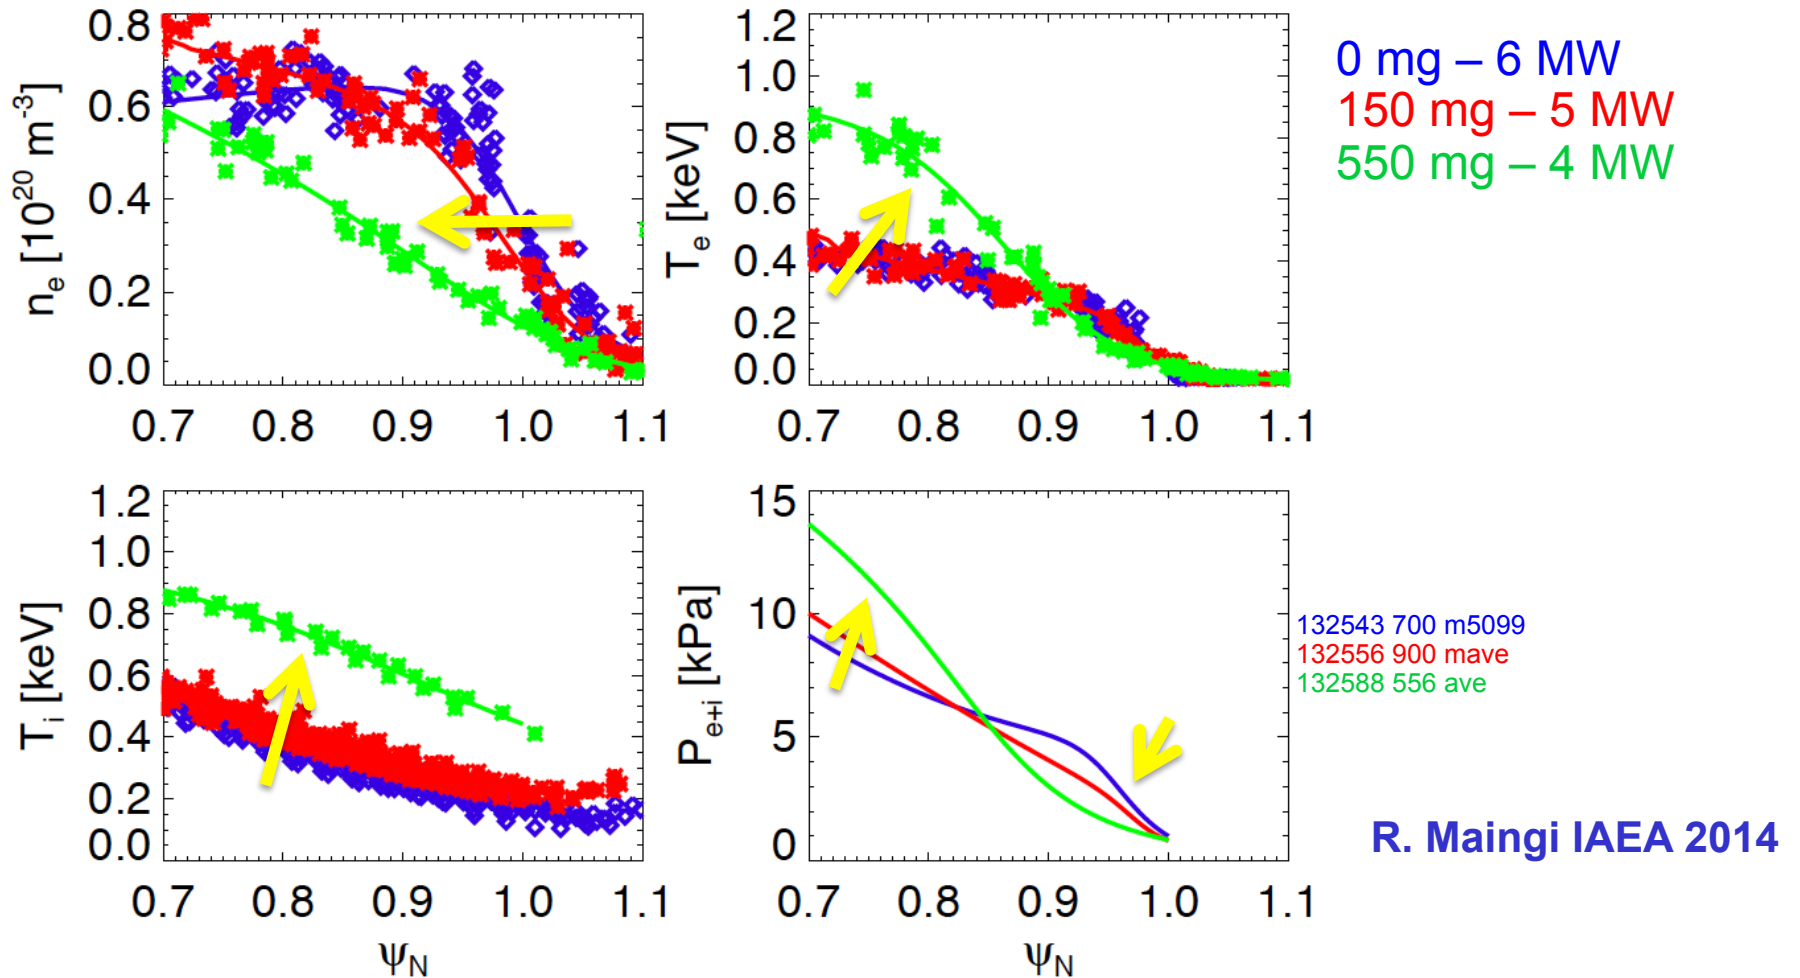 0.8
0.6
0.4
0.2
0.0
n_e [10^20 m^-3]
0.7 0.8 0.9 1.0 1.1
1.2
1.0
0.8
0.6
0.4
0.2
0.0
T_e [keV]
0.7 0.8 0.9 1.0 1.1
0 mg – 6 MW
150 mg – 5 MW
550 mg – 4 MW
1.2
1.0
0.8
0.6
0.4
0.2
0.0
T_i [keV]
0.7 0.8 0.9 1.0 1.1
ψ_N
15
10
5
0
P_e+i [kPa]
0.7 0.8 0.9 1.0 1.1
ψ_N
132543 700 m5099
132556 900 mave
132588 556 ave
R. Maingi IAEA 2014